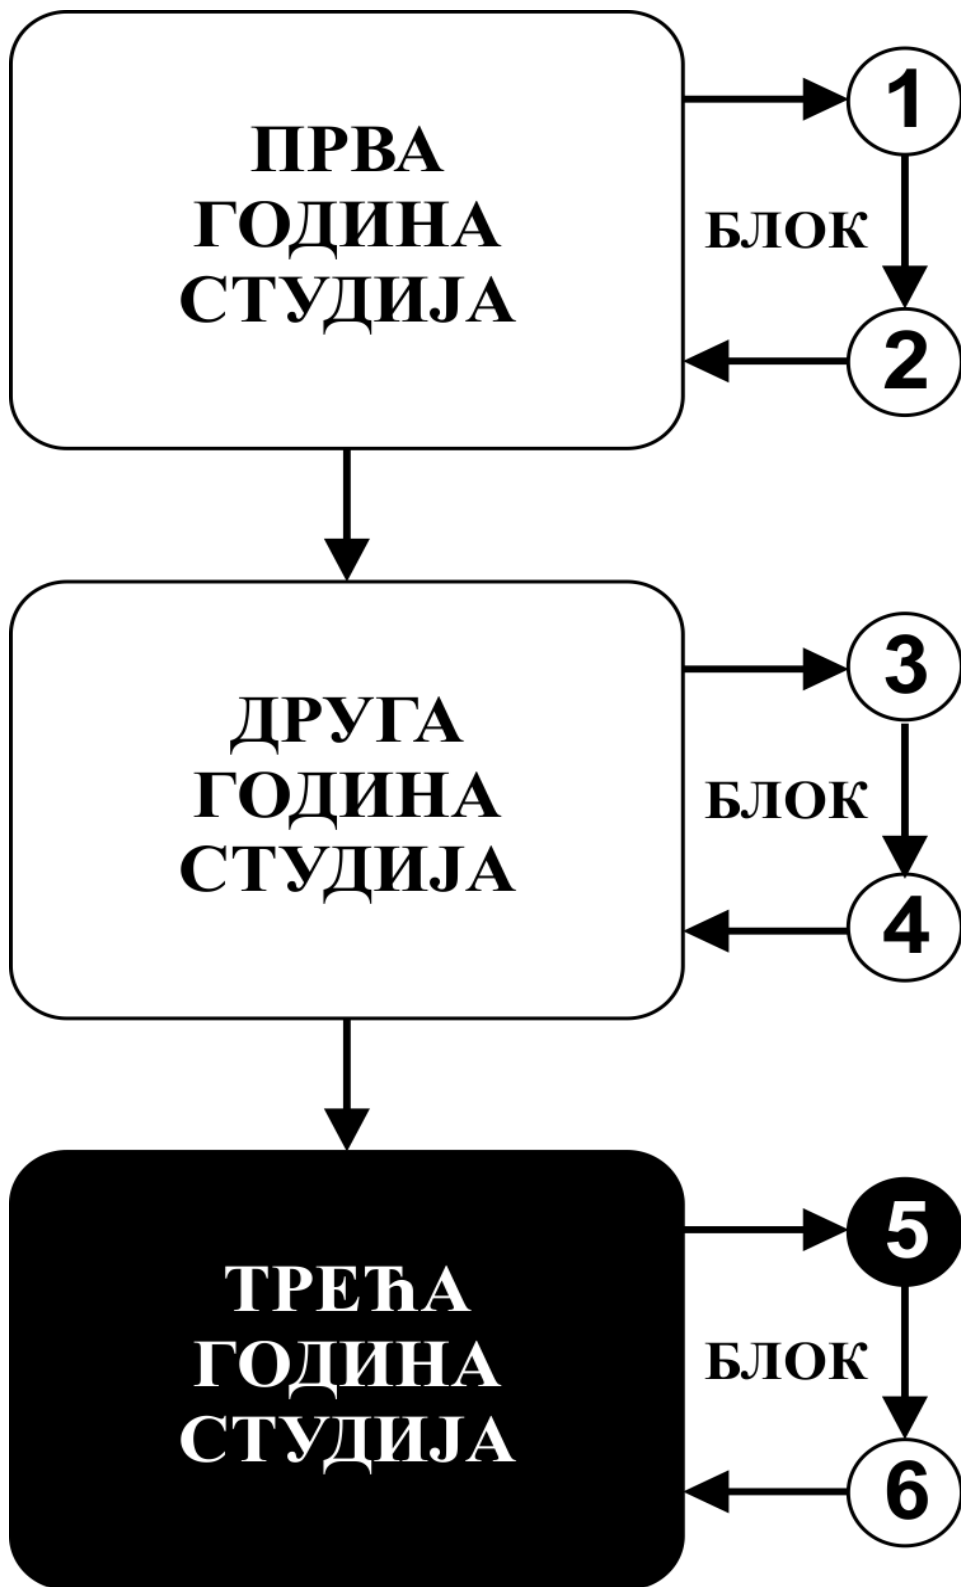 ПРВА
ГОДИНА
СТУДИЈА
1
БЛОК
2
ДРУГА
ГОДИНА
СТУДИЈА
3
БЛОК
4
ТРЕЋА
ГОДИНА
СТУДИЈА
5
БЛОК
6